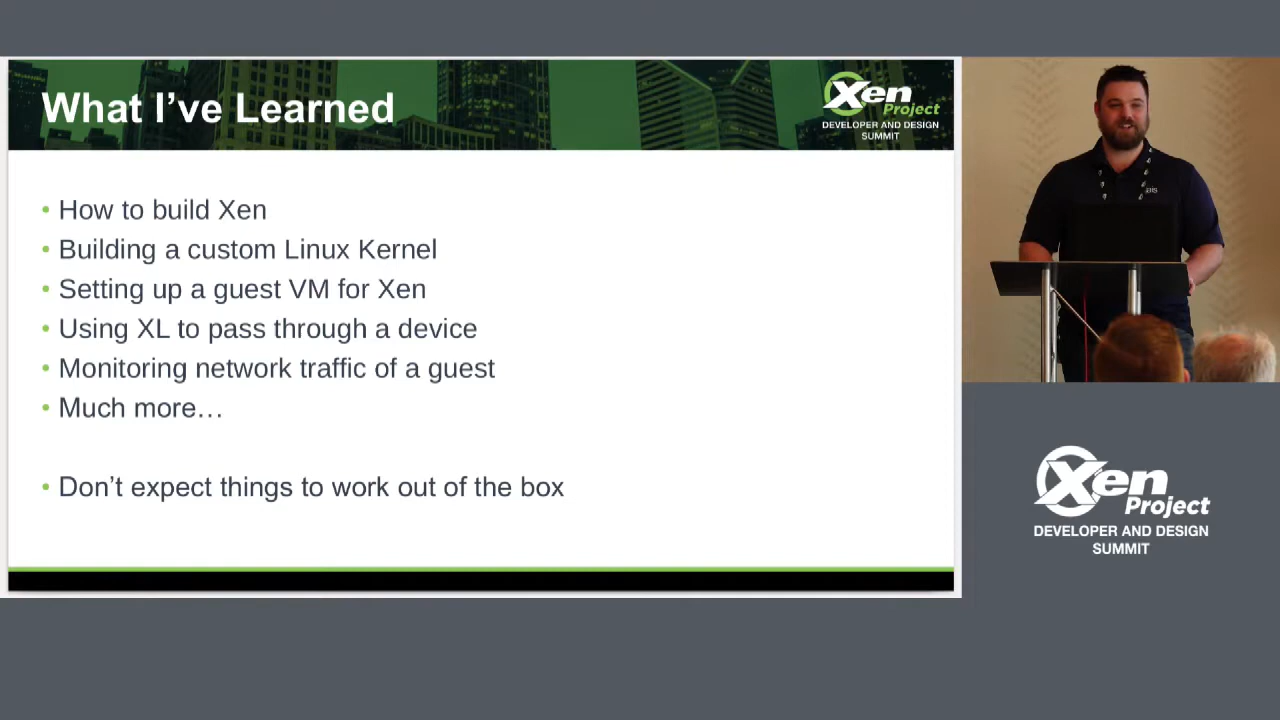 What I’ve Learned
Xen
Project
DEVELOPER AND DESIGN
SUMMIT
• How to build Xen
• Building a custom Linux Kernel
• Setting up a guest VM for Xen
• Using XL to pass through a device
• Monitoring network traffic of a guest
• Much more…
• Don’t expect things to work out of the box
Xen
Project
DEVELOPER AND DESIGN
SUMMIT